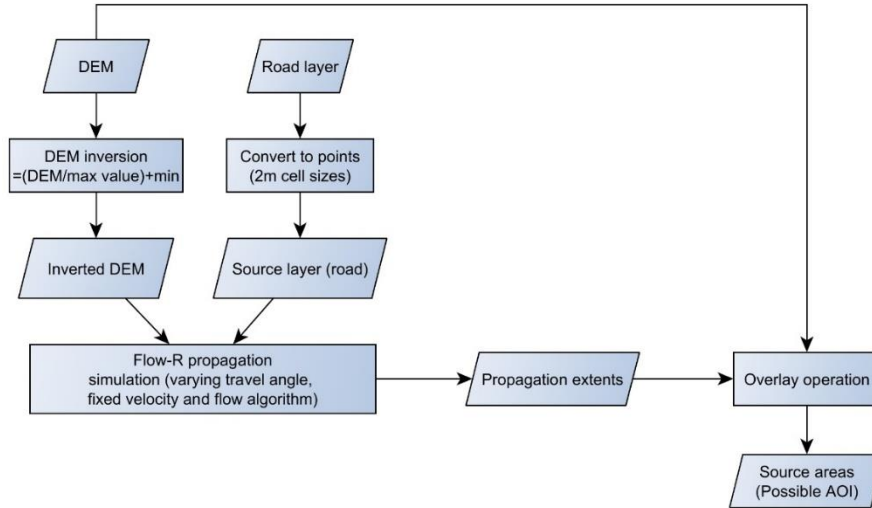 DEM
Road layer
DEM inversion
=(DEM/max value)+min
Convert to points
(2m cell sizes)
Inverted DEM
Source layer (road)
Flow-R propagation
simulation (varying travel angle,
fixed velocity and flow algorithm)
Propagation extents
Overlay operation
Source areas
(Possible AOI)